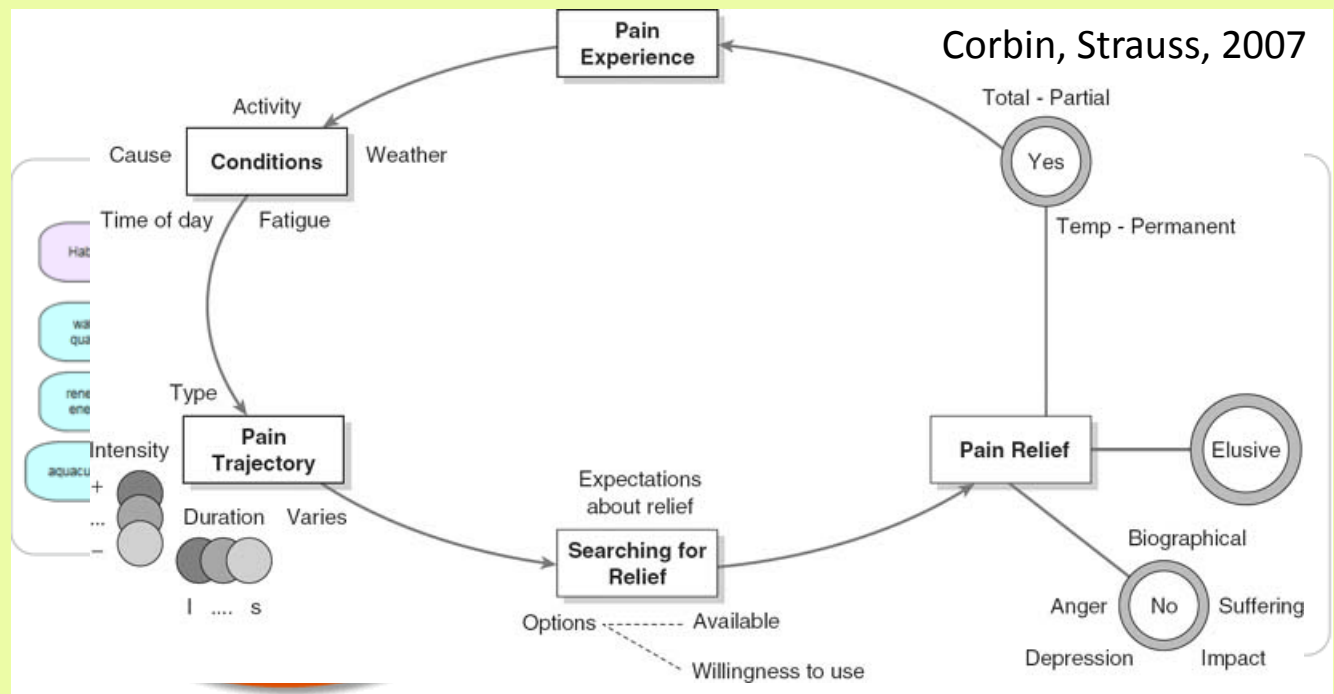 Corbin, Strauss, 2007
Pain
Experience
Activity
Cause
Conditions
Weather
Time of day
Fatigue
Type
Pain
Trajectory
Intensity
+
...
–
Duration
Varies
l .... s
Expectations
about relief
Searching for
Relief
Options
Available
Willingness to use
Pain Relief
Total - Partial
Yes
Temp - Permanent
Elusive
Biographical
Anger
No
Suffering
Depression
Impact